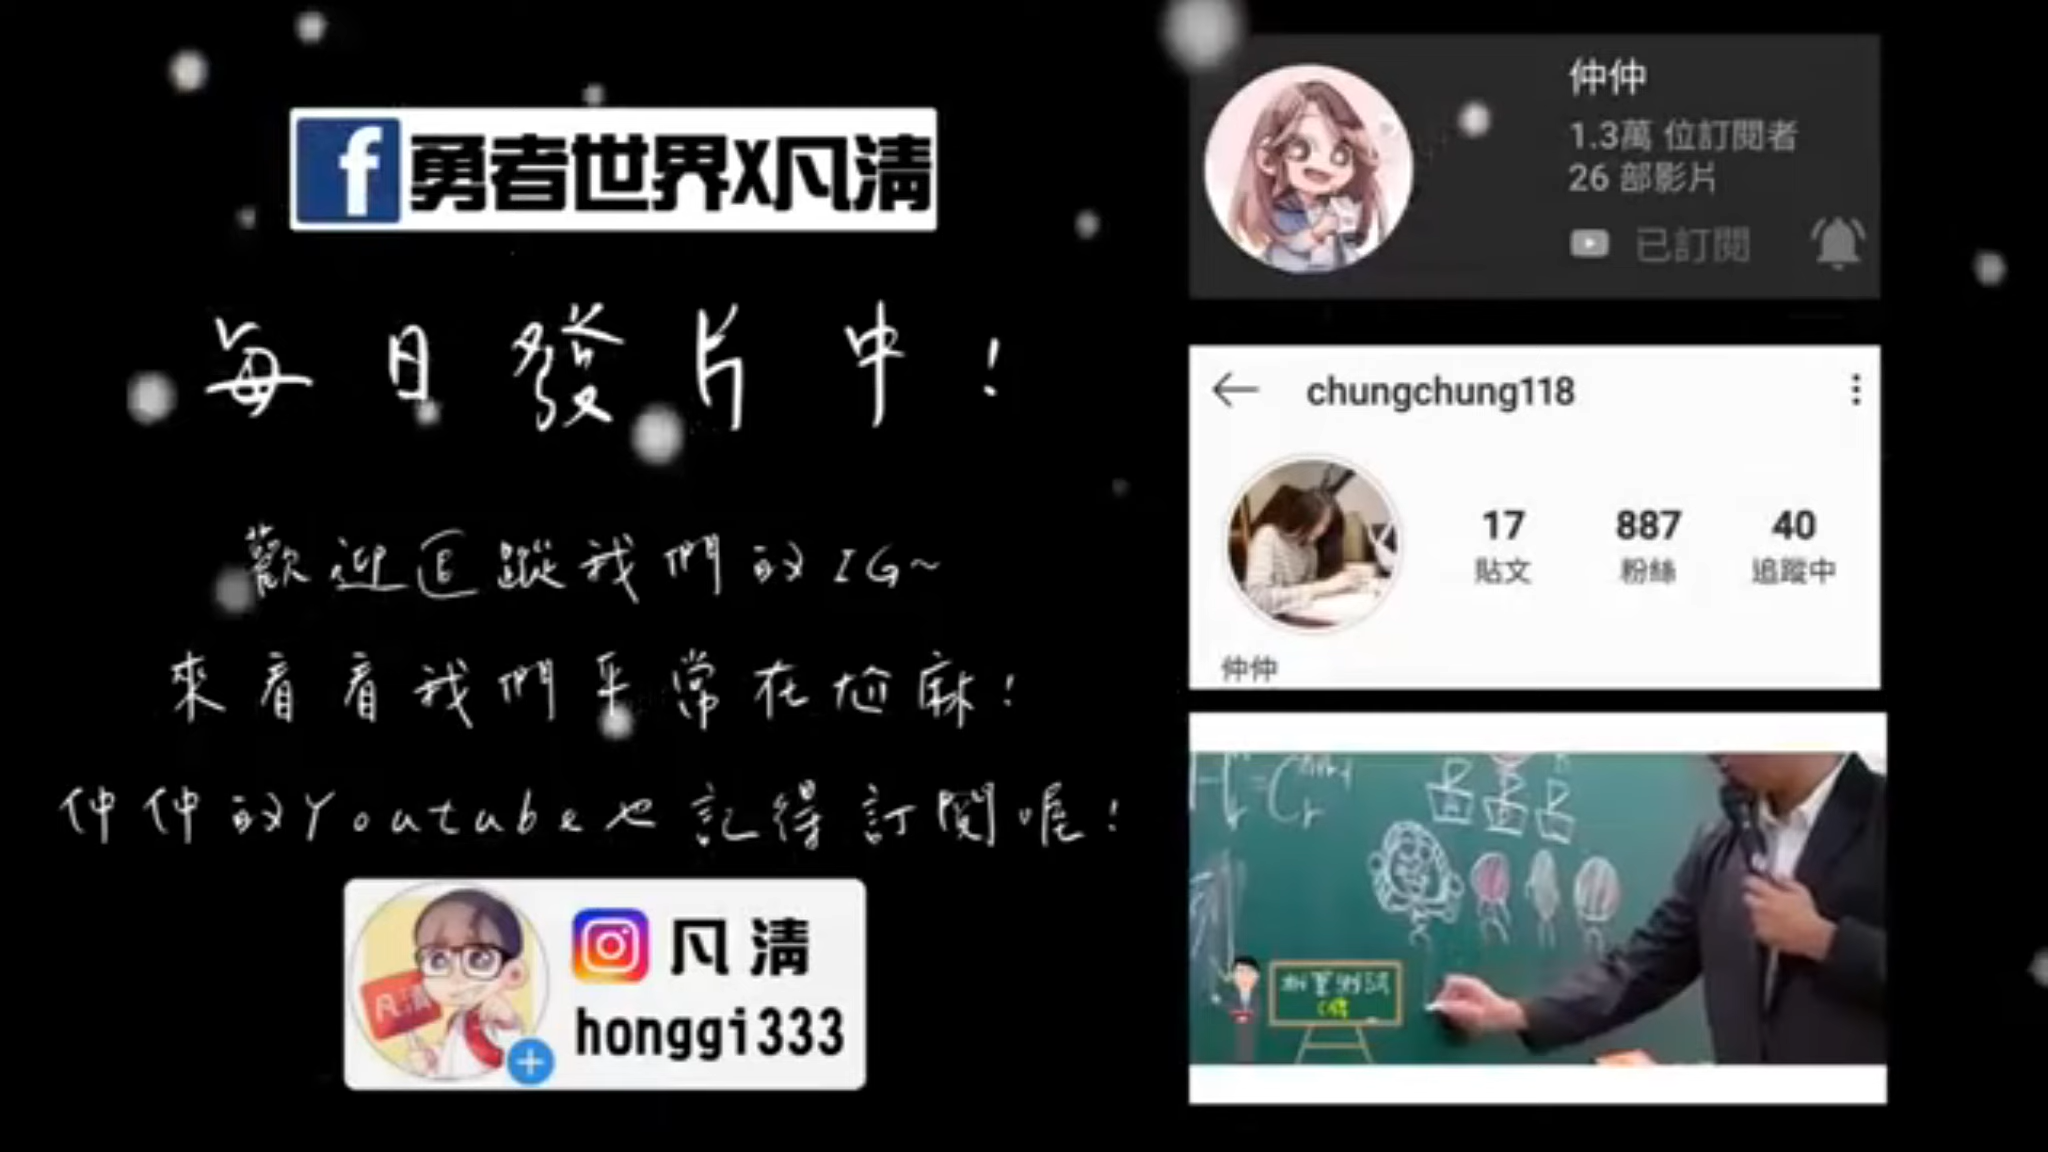 勇者世界X凡清
每日發片中！
歡迎追蹤我們的IG~
來看看我們平常在尬麻！
仲仲的Youtube也記得訂閱喔！
凡清
凡清
honggi333
仲仲
1.3萬 位訂閱者
26 部影片
已訂閱
chungchung118
17
887
40
貼文
粉絲
追蹤中
仲仲